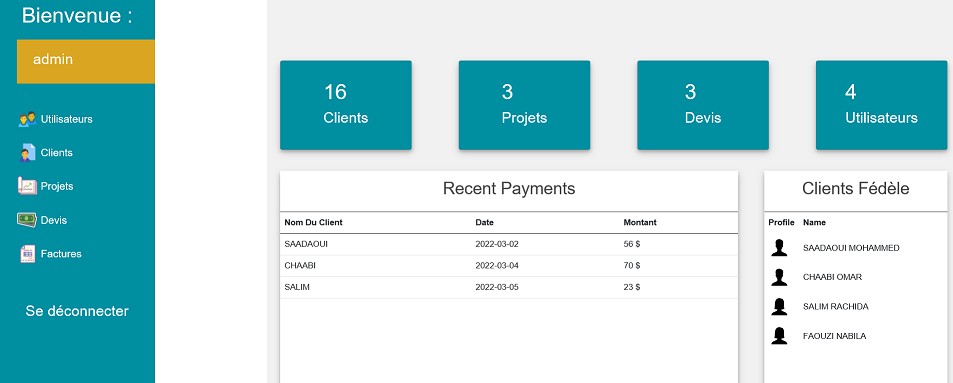 Bienvenue :
admin
Utilisateurs
Clients
Projets
Devis
Factures
Se déconnecter
16
Clients
3
Projets
3
Devis
4
Utilisateurs
Recent Payments
Nom Du Client Date Montant
SAADAOUI 2022-03-02 56 $
CHAABI 2022-03-04 70 $
SALIM 2022-03-05 23 $
Clients Fédèle
Profile Name
SAADAOUI MOHAMMED
CHAABI OMAR
SALIM RACHIDA
FAOUZI NABILA